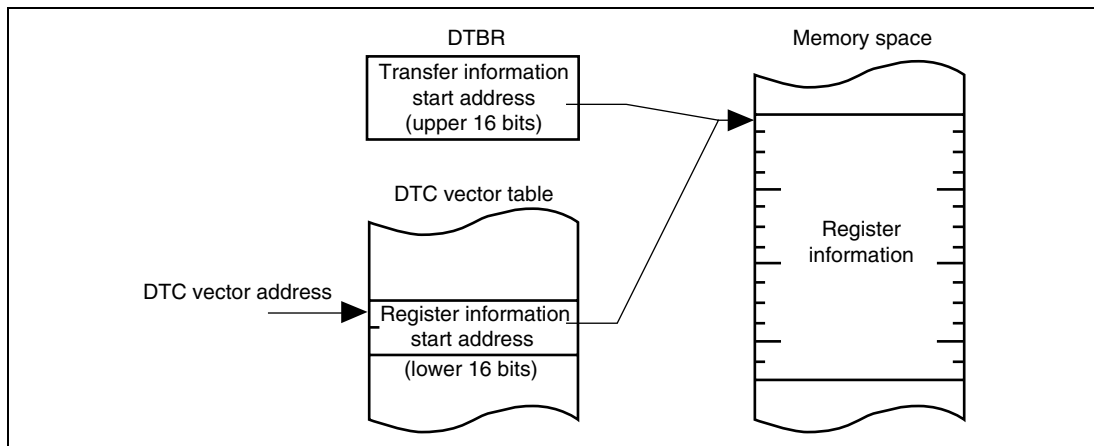 DTBR
Transfer information
start address
(upper 16 bits)
Memory space
DTC vector table
Register
information
DTC vector address
Register information
start address
(lower 16 bits)